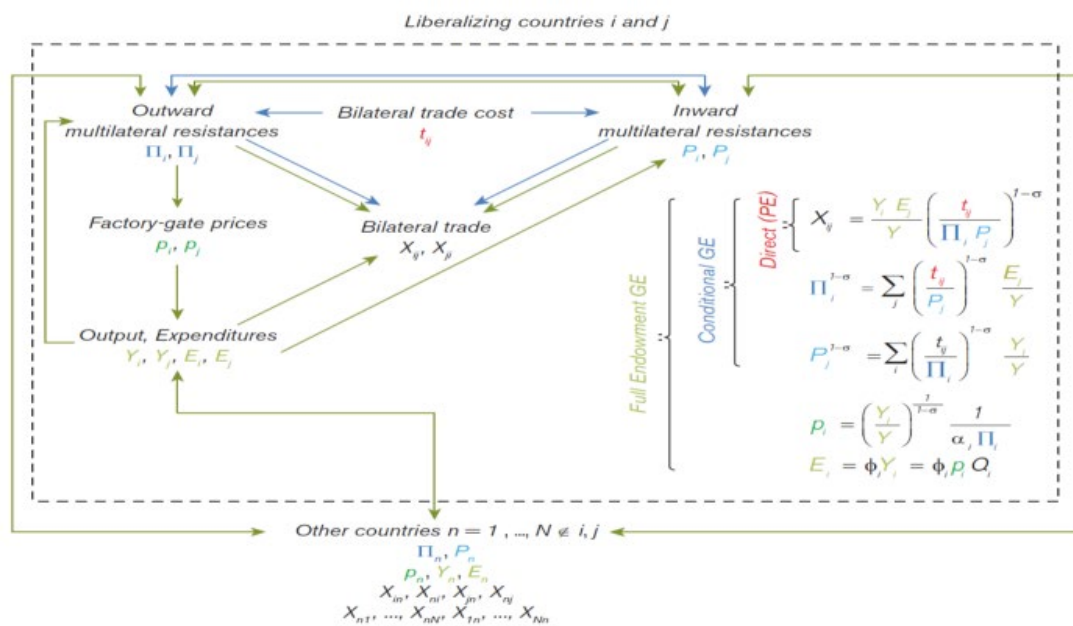 Liberalizing countries i and j
Outward
multilateral resistances
Π_i, Π_j
Bilateral trade cost
t_ij
Inward
multilateral resistances
P_i, P_j
Factory-gate prices
p_i, p_j
Bilateral trade
X_ij, X_ji
Output, Expenditures
Y_i, Y_j, E_i, E_j
Full Endowment GE
Conditional GE
Direct (PE)
X_ij = (Y_i E_j / Y) (t_ij / (Π_i P_j))^(1−σ)
Π_i^(1−σ) = ∑_j (t_ij / P_j)^(1−σ) E_j / Y
P_j^(1−σ) = ∑_i (t_ij / Π_i)^(1−σ) Y_i / Y
p_i = (Y_i / Y)^(1/(1−σ)) 1 / (α_i Π_i)
E_i = ϕ_i Y_i = ϕ_i p_i Q_i
Other countries n = 1 , ..., N ∉ i, j
Π_n, P_n
p_n, Y_n, E_n
X_in, X_ni, X_jn, X_nj
X_n1, ..., X_nN, X_1n, ..., X_Nn